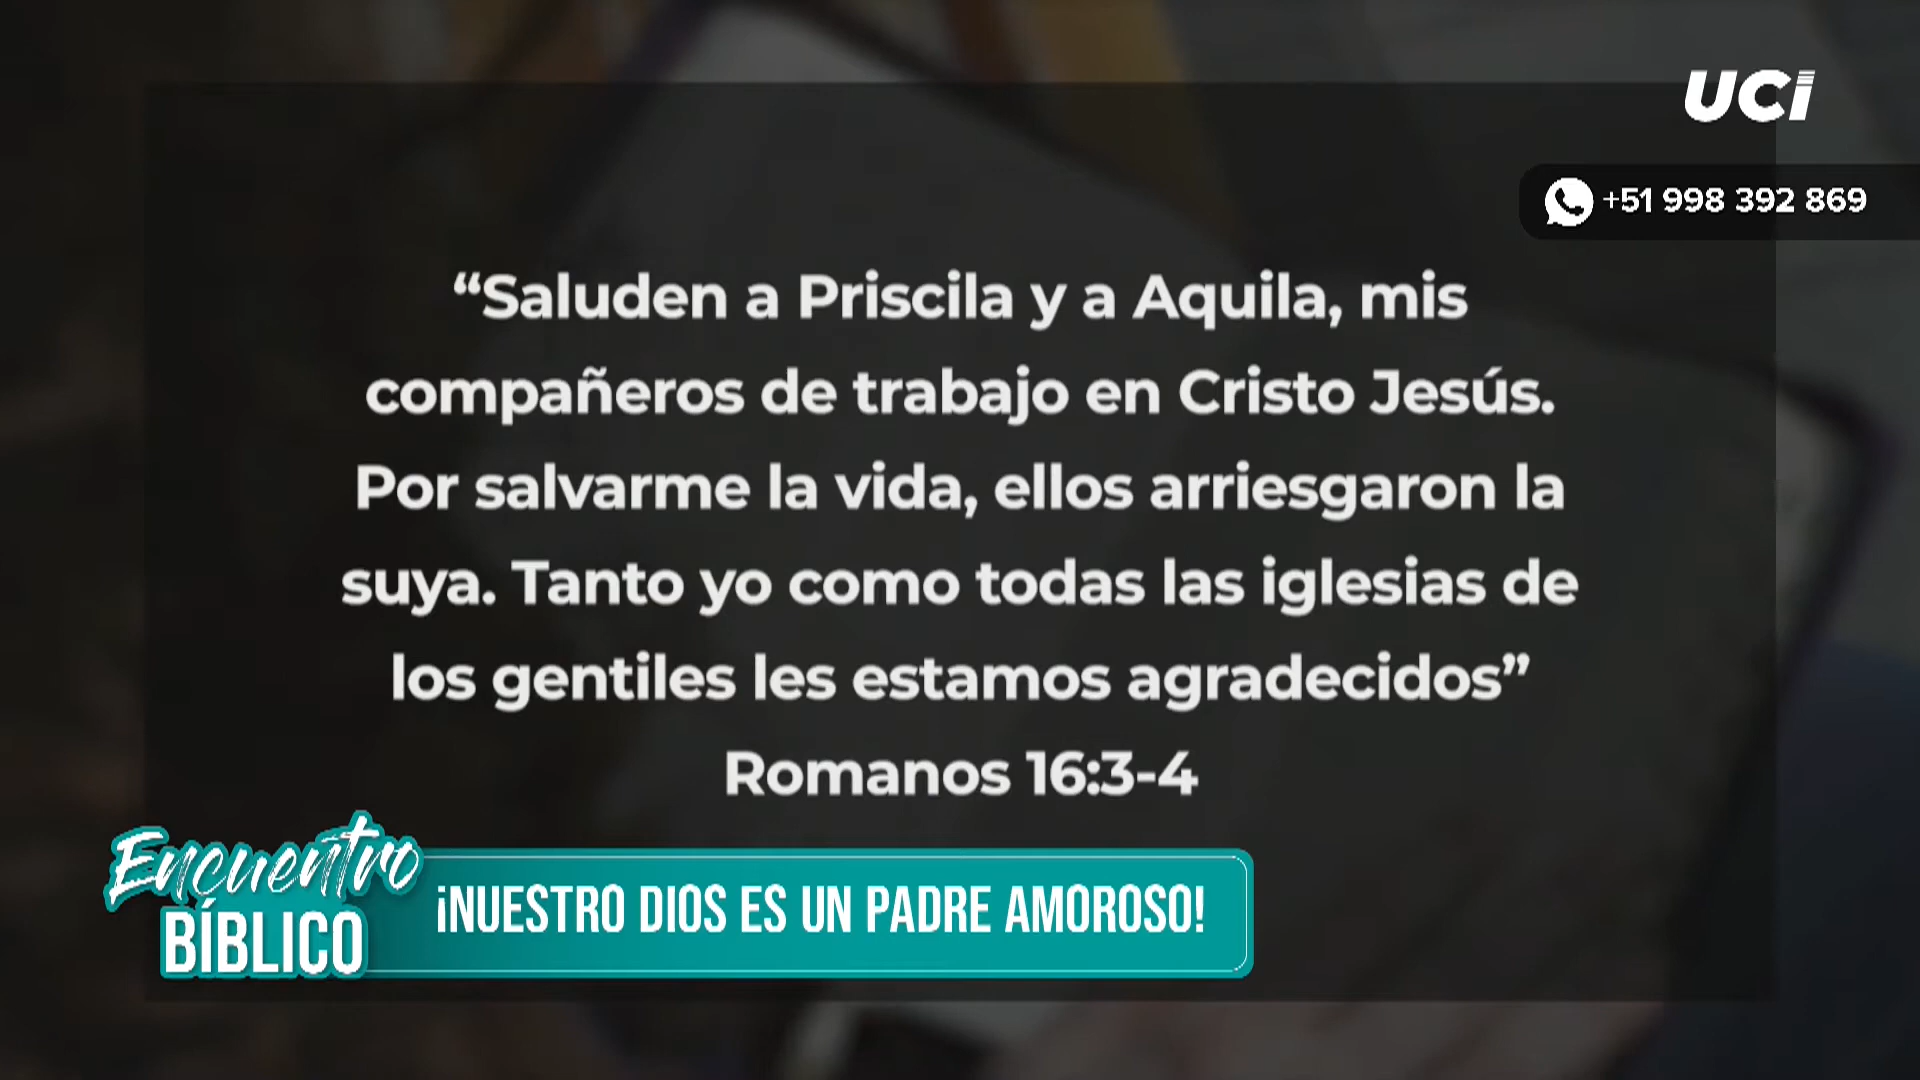 UCI
+51 998 392 869
“Saluden a Priscila y a Aquila, mis
compañeros de trabajo en Cristo Jesús.
Por salvarme la vida, ellos arriesgaron la
suya. Tanto yo como todas las iglesias de
los gentiles les estamos agradecidos”
Romanos 16:3-4
Encuentro
BÍBLICO
¡NUESTRO DIOS ES UN PADRE AMOROSO!